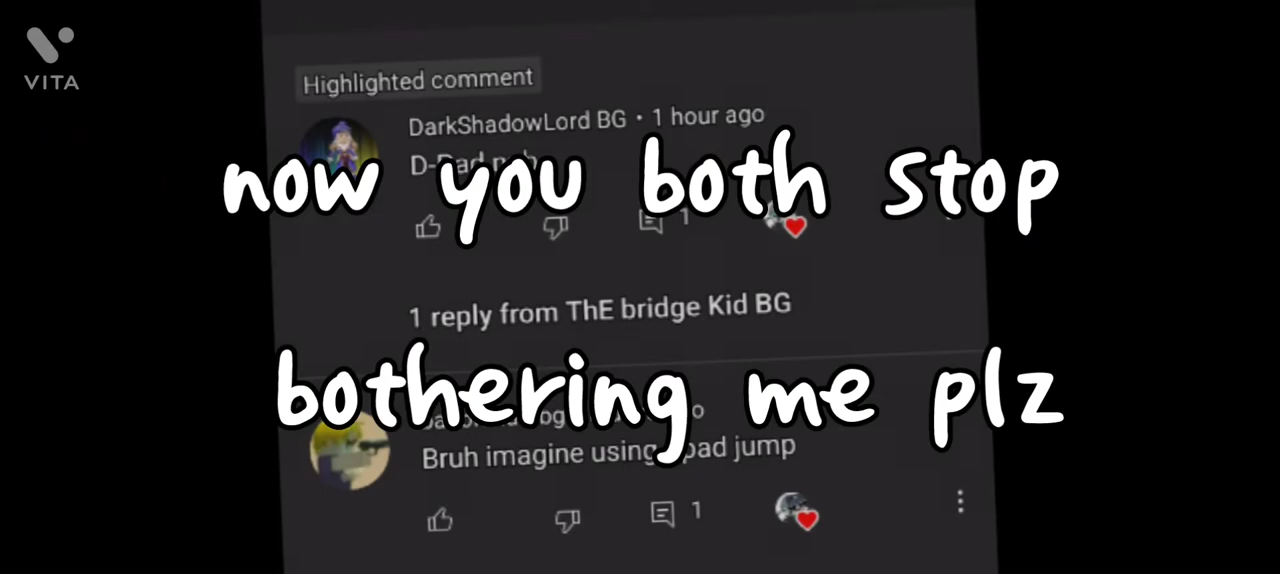 VITA
Highlighted comment
DarkShadowLord BG • 1 hour ago
now you both stop
1
1 reply from ThE bridge Kid BG
bothering me plz
Bruh imagine using pad jump
1